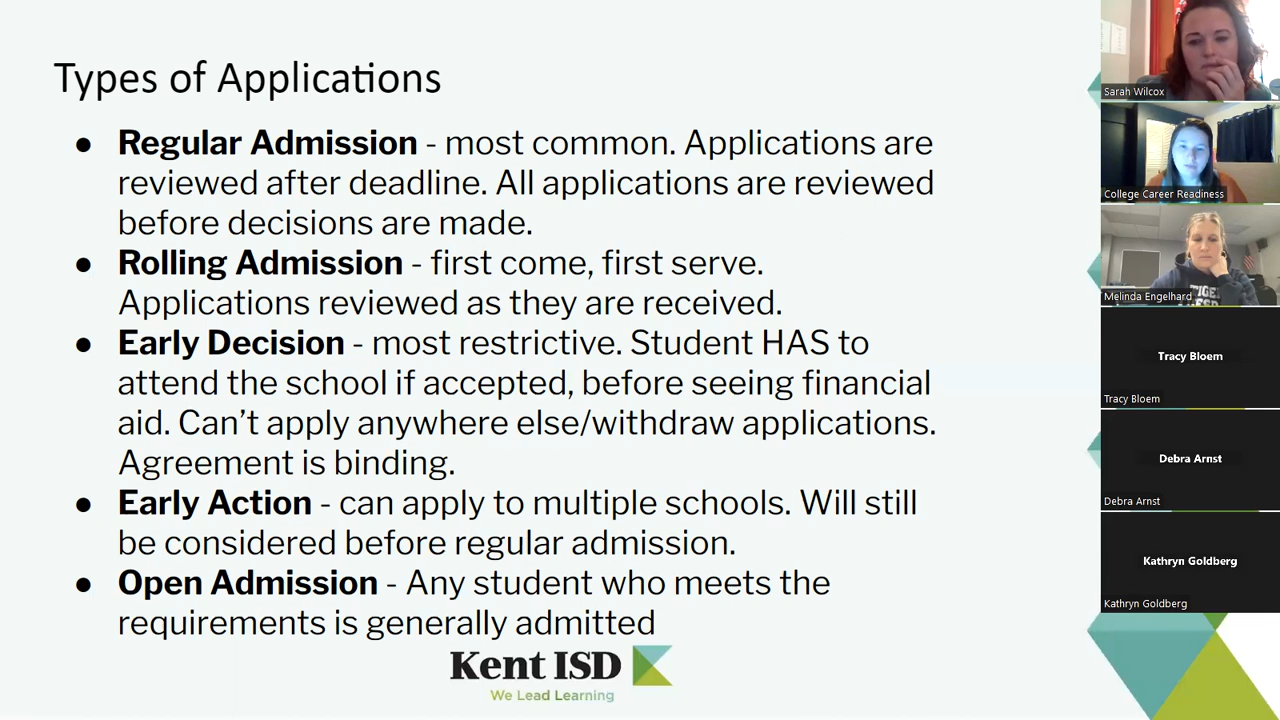 Types of Applications
● Regular Admission - most common. Applications are
reviewed after deadline. All applications are reviewed
before decisions are made.
● Rolling Admission - first come, first serve.
Applications reviewed as they are received.
● Early Decision - most restrictive. Student HAS to
attend the school if accepted, before seeing financial
aid. Can’t apply anywhere else/withdraw applications.
Agreement is binding.
● Early Action - can apply to multiple schools. Will still
be considered before regular admission.
● Open Admission - Any student who meets the
requirements is generally admitted
Kent ISD
We Lead Learning
Sarah Wilcox
College Career Readiness
Melinda Engelhard
Tracy Bloem
Tracy Bloem
Debra Arnst
Debra Arnst
Kathryn Goldberg
Kathryn Goldberg